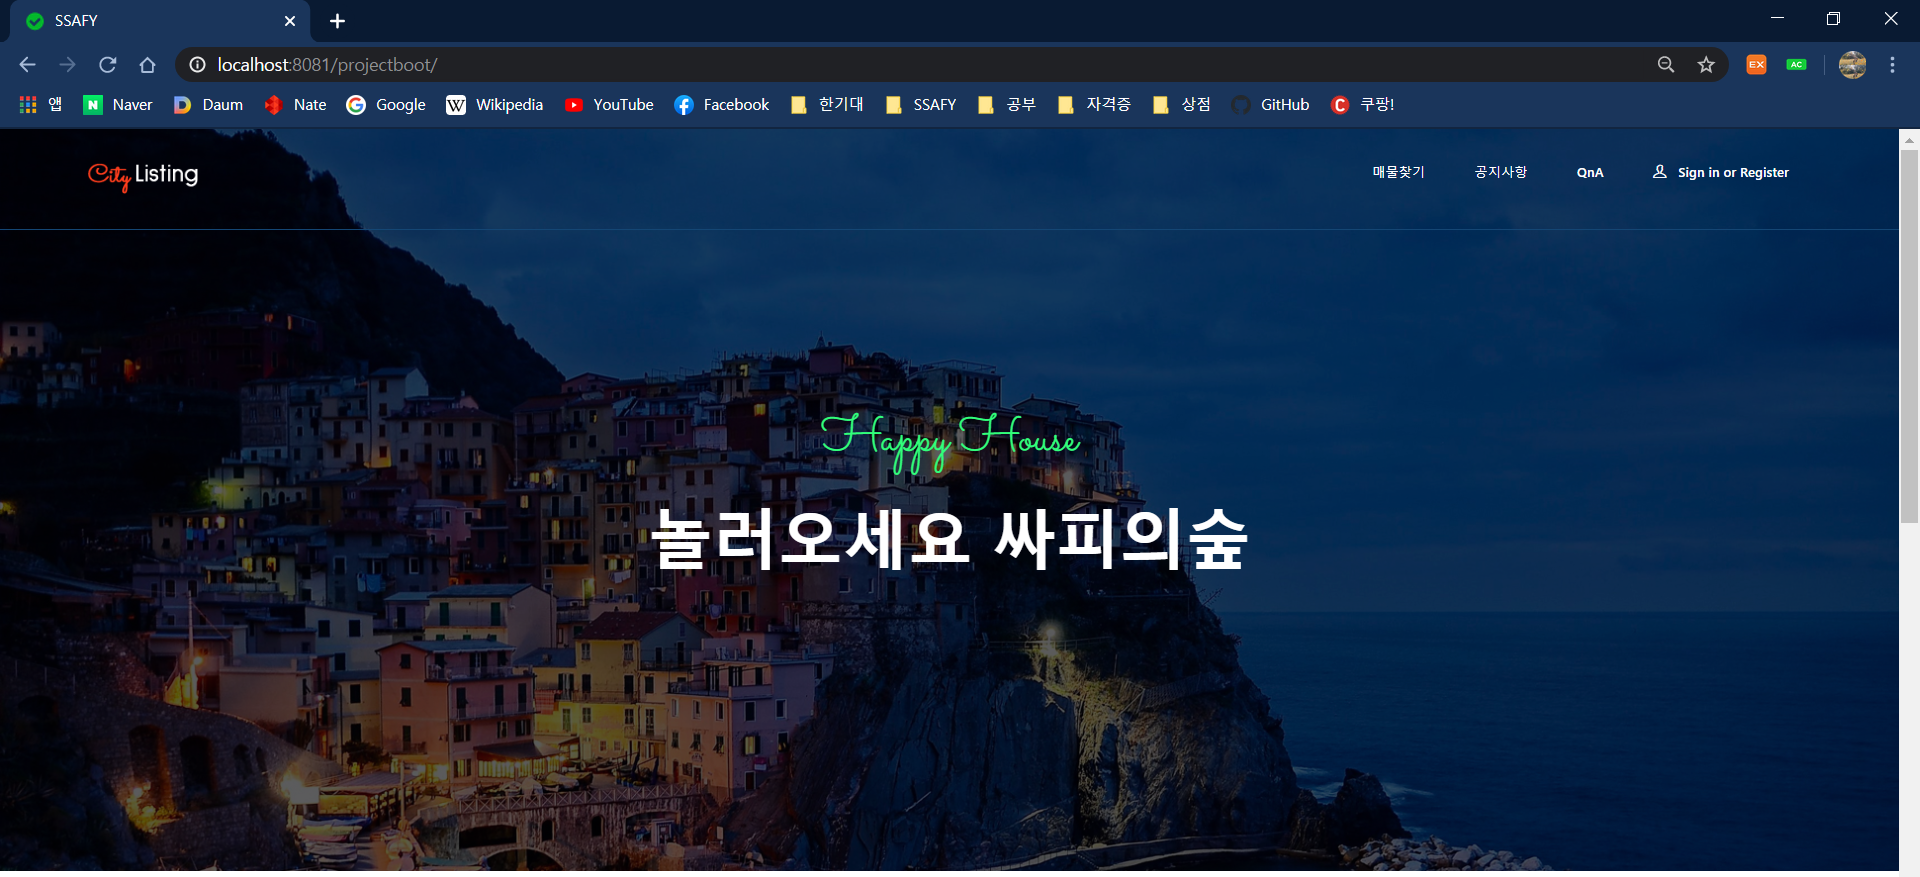 SSAFY
localhost:8081/projectboot/
EX
AC
앱 Naver Daum Nate Google Wikipedia YouTube Facebook 한기대 SSAFY 공부 자격증 상점 GitHub 쿠팡!
City Listing 매물찾기 공지사항 QnA Sign in or Register
Happy House
놀러오세요 싸피의숲